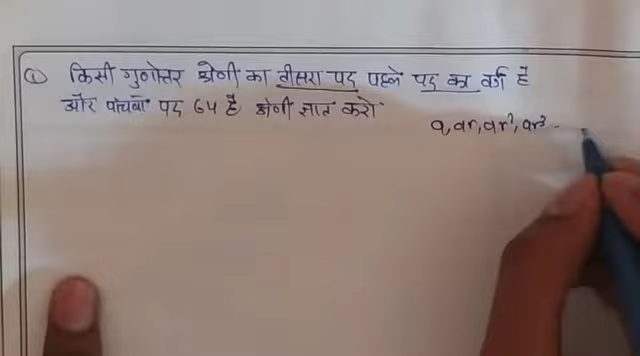 ① किसी गुणोत्तर श्रेणी का तीसरा पद पहले पद का वर्ग है
और पांचवाँ पद 64 है श्रेणी ज्ञात करो
a, ar, ar², ar³ -